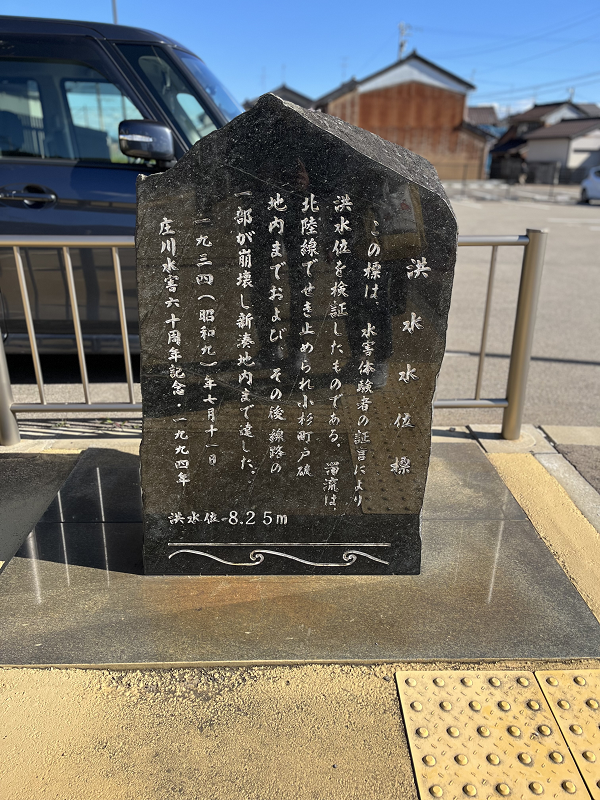 洪水水位標
この標は、水害体験者の証言により
洪水位を検証したものである。濁流は
北陸線でせき止められ小杉町戸破
地内までおよび、その後線路の
一部が崩壊し新湊地内まで達した。
一九三四(昭和九)年七月十一日
庄川水害六十周年記念・一九九四年
洪水位 8.25m